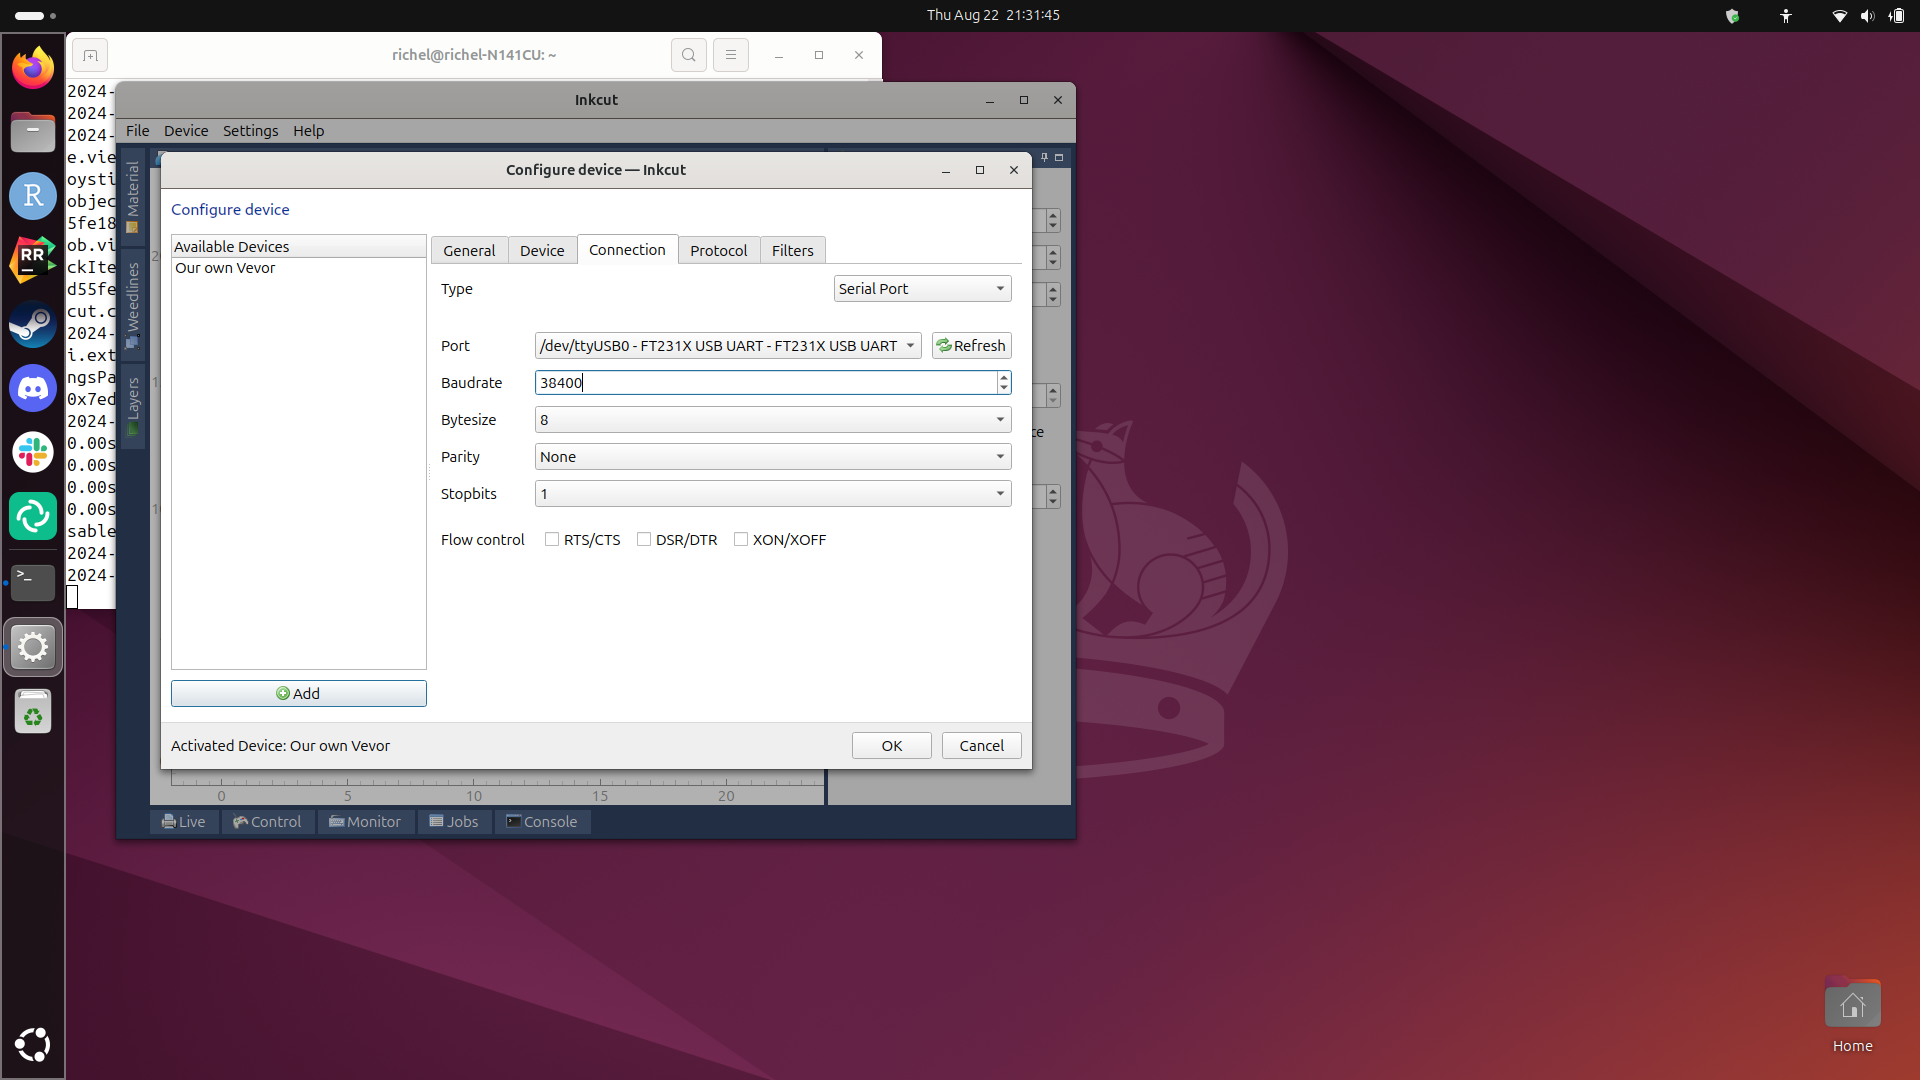 Thu Aug 22 21:31:45
richel@richel-N141CU: ~
2024-
2024-
2024-
e.vie
oysti
objec
5fe18
ob.vi
ckIte
d55fe
cut.c
2024-
i.ext
ngsPa
0x7ed
2024-
0.00s
0.00s
0.00s
0.00s
sable
2024-
2024-
Inkcut
File Device Settings Help
Material
Weedlines
Layers
Configure device — Inkcut
Configure device
Available Devices
Our own Vevor
Add
General Device Connection Protocol Filters
Type Serial Port
Port /dev/ttyUSB0 - FT231X USB UART - FT231X USB UART Refresh
Baudrate 38400
Bytesize 8
Parity None
Stopbits 1
Flow control RTS/CTS DSR/DTR XON/XOFF
Activated Device: Our own Vevor OK Cancel
ce
0 5 10 15 20
Live Control Monitor Jobs Console
R
RR
Home